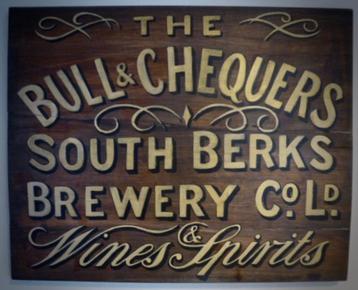 THE
BULL & CHEQUERS
SOUTH BERKS
BREWERY Co. LD.
Wines & Spirits